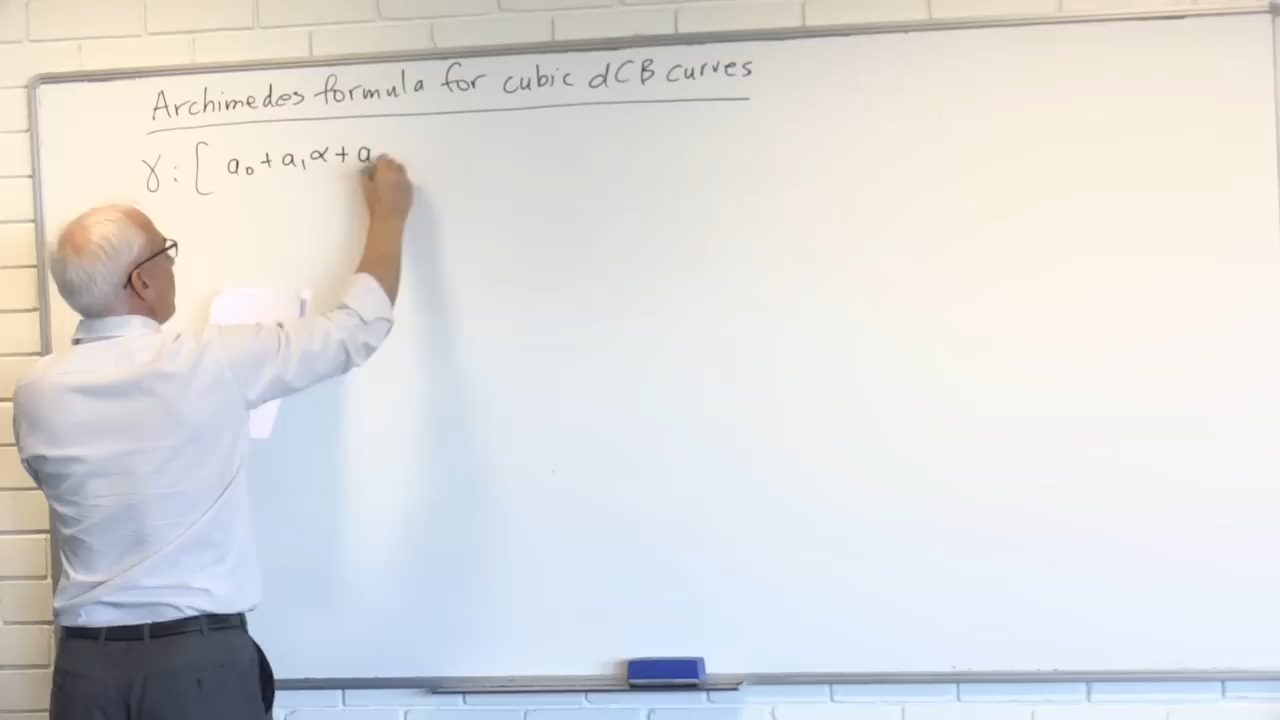 Archimedes formula for cubic dCB curves
γ : [ a₀ + a₁α + a